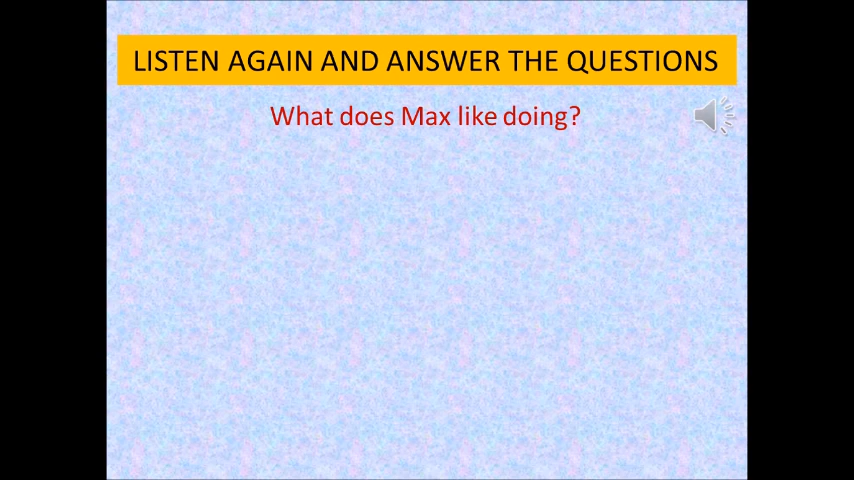 LISTEN AGAIN AND ANSWER THE QUESTIONS
What does Max like doing?